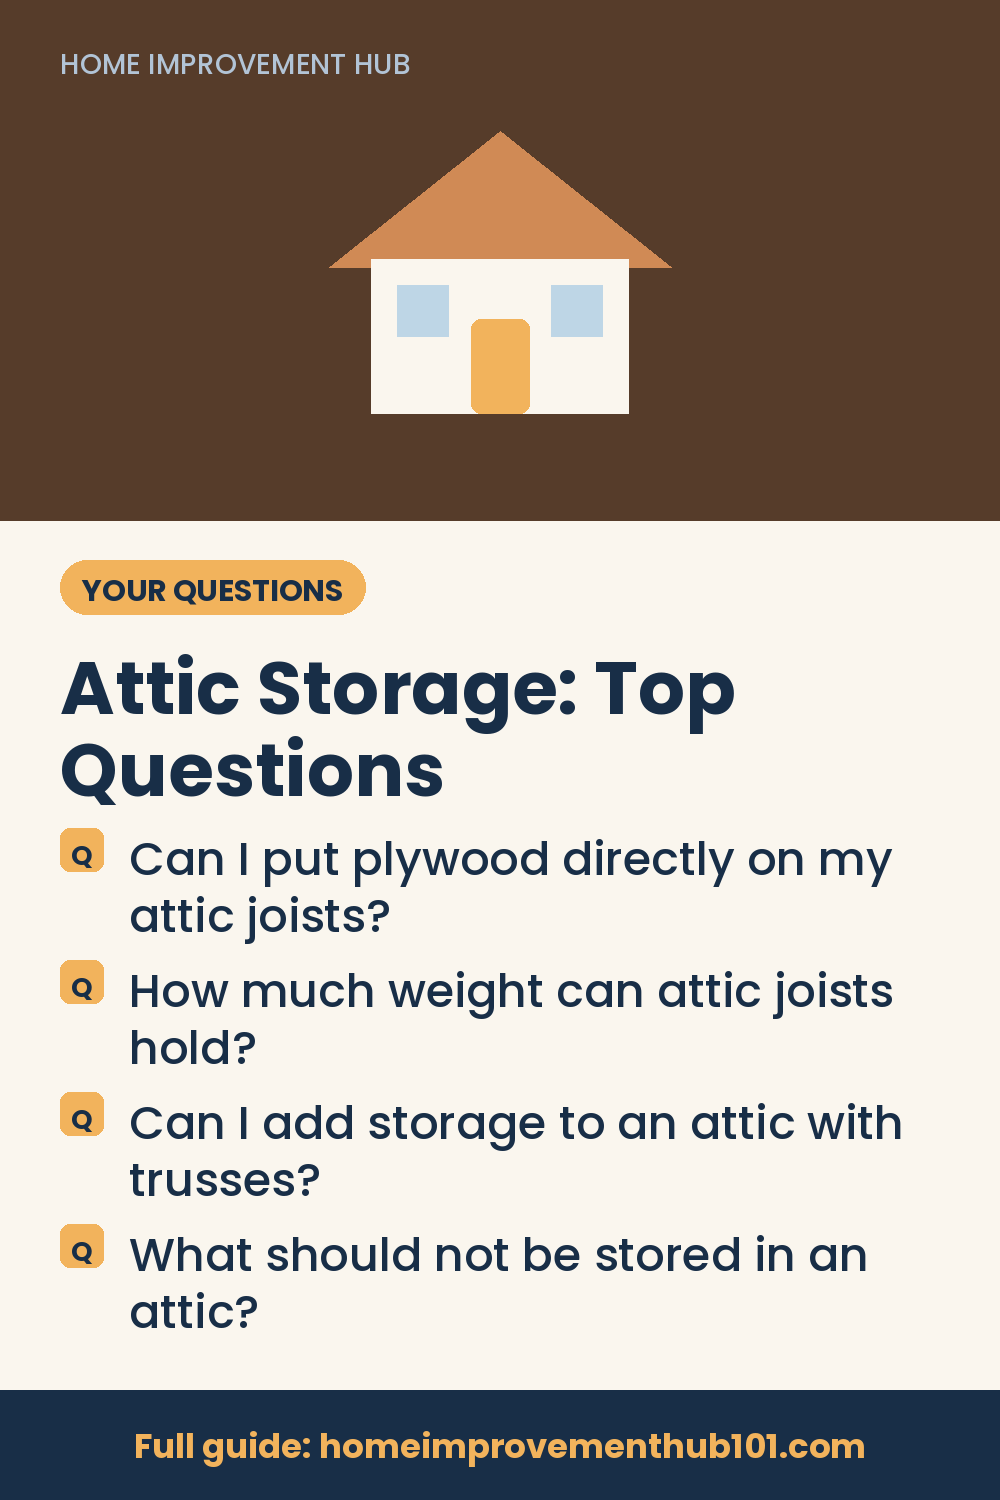 HOME IMPROVEMENT HUB
YOUR QUESTIONS
Attic Storage: Top
Questions
Q Can I put plywood directly on my
attic joists?
Q How much weight can attic joists
hold?
Q Can I add storage to an attic with
trusses?
Q What should not be stored in an
attic?
Full guide: homeimprovementhub101.com